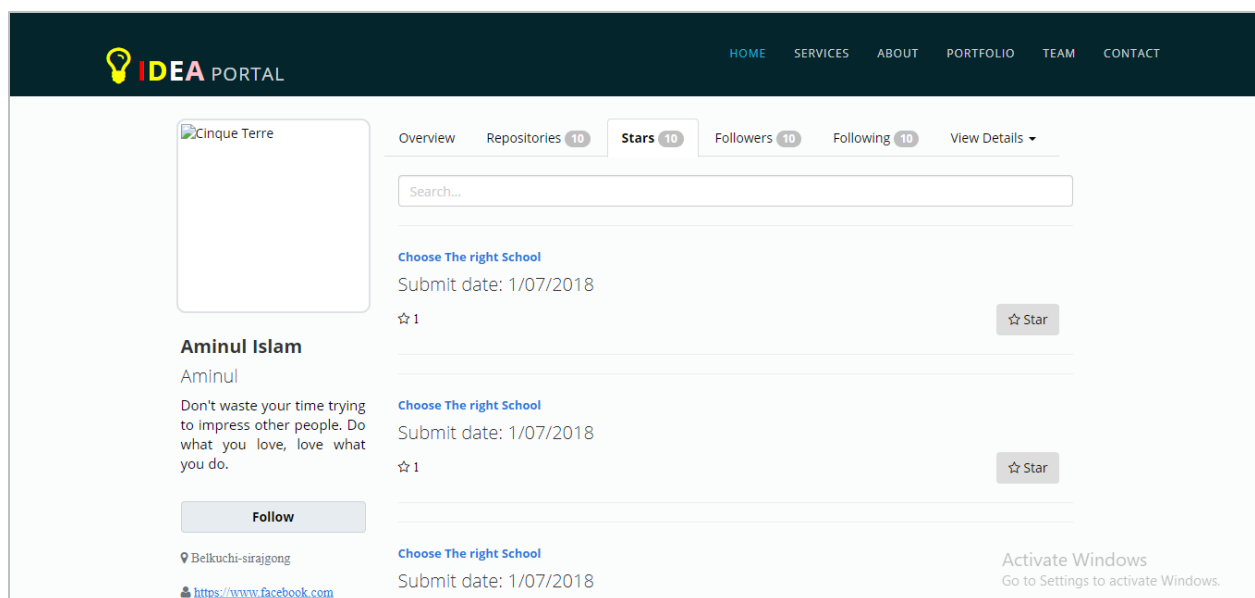 IDEA PORTAL
HOME SERVICES ABOUT PORTFOLIO TEAM CONTACT
Cinque Terre
Aminul Islam
Aminul
Don't waste your time trying
to impress other people. Do
what you love, love what
you do.
Follow
Belkuchi-sirajgong
https://www.facebook.com
Overview Repositories 10 Stars 10 Followers 10 Following 10 View Details
Search...
Choose The right School
Submit date: 1/07/2018
1 Star
Choose The right School
Submit date: 1/07/2018
1 Star
Choose The right School
Submit date: 1/07/2018
Activate Windows
Go to Settings to activate Windows.